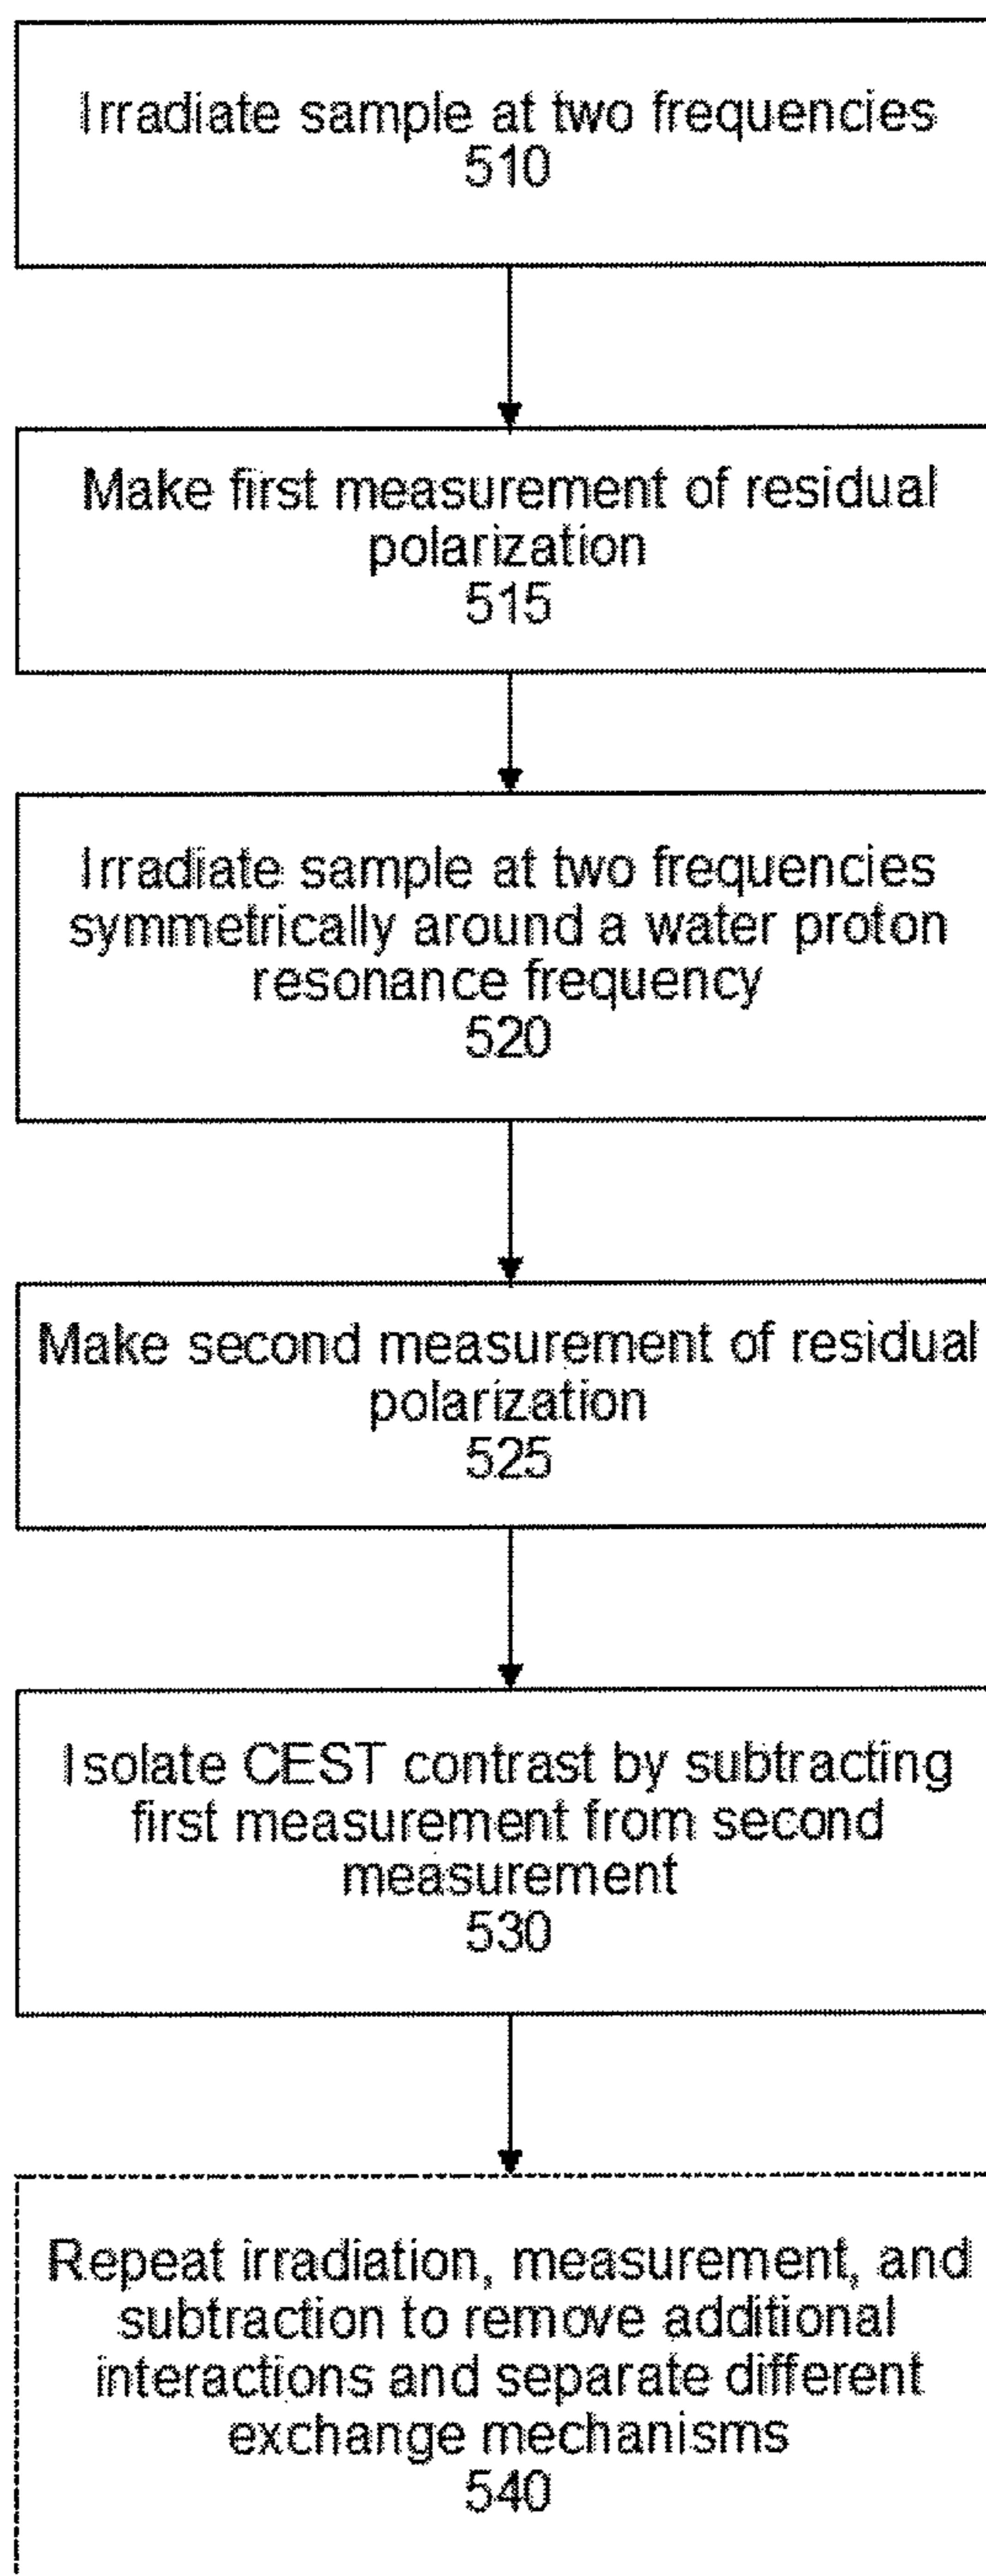 Irradiate sample at two frequencies
510
Make first measurement of residual
polarization
515
Irradiate sample at two frequencies
symmetrically around a water proton
resonance frequency
520
Make second measurement of residual
polarization
525
Isolate CEST contrast by subtracting
first measurement from second
measurement
530
Repeat irradiation, measurement, and
subtraction to remove additional
interactions and separate different
exchange mechanisms
540